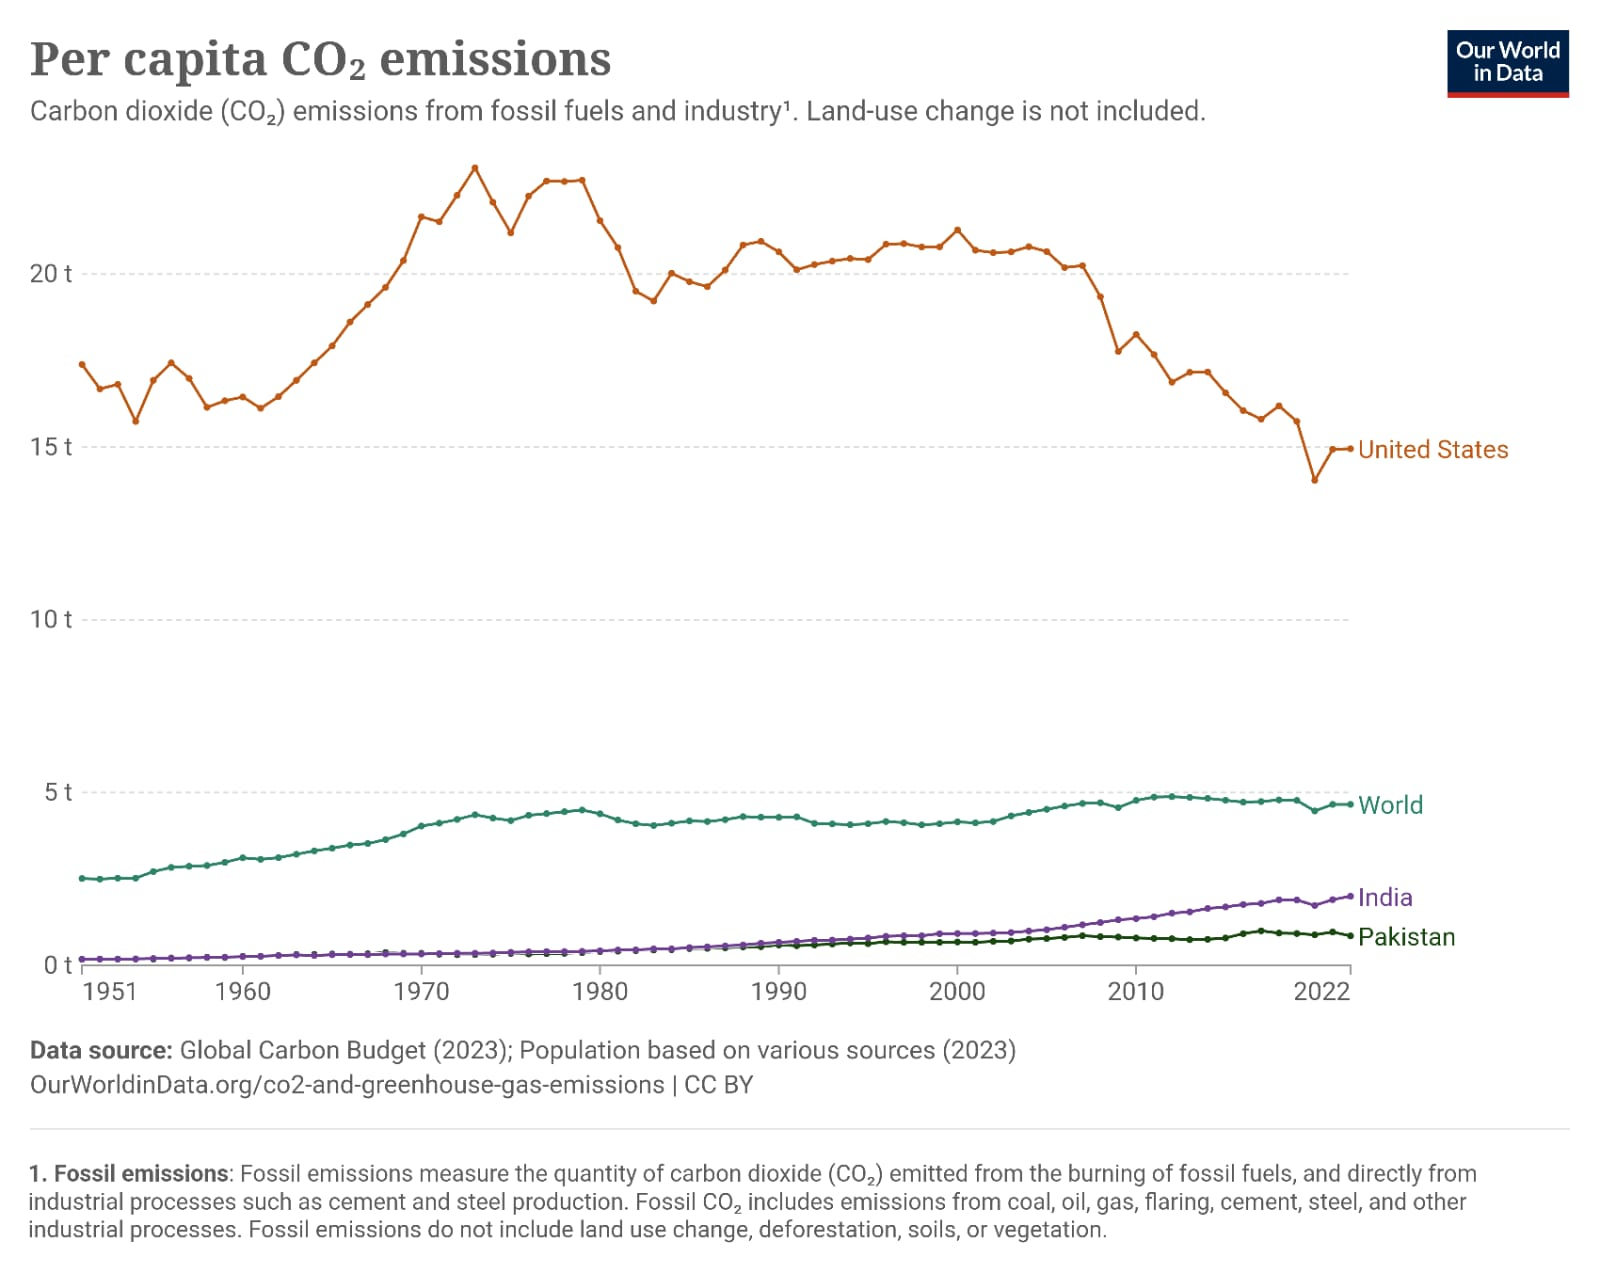 Per capita CO₂ emissions
Our World
in Data
Carbon dioxide (CO₂) emissions from fossil fuels and industry¹. Land-use change is not included.
20 t
15 t
United States
10 t
5 t
World
India
Pakistan
0 t
1951 1960 1970 1980 1990 2000 2010 2022
Data source: Global Carbon Budget (2023); Population based on various sources (2023)
OurWorldinData.org/co2-and-greenhouse-gas-emissions | CC BY
1. Fossil emissions: Fossil emissions measure the quantity of carbon dioxide (CO₂) emitted from the burning of fossil fuels, and directly from
industrial processes such as cement and steel production. Fossil CO₂ includes emissions from coal, oil, gas, flaring, cement, steel, and other
industrial processes. Fossil emissions do not include land use change, deforestation, soils, or vegetation.